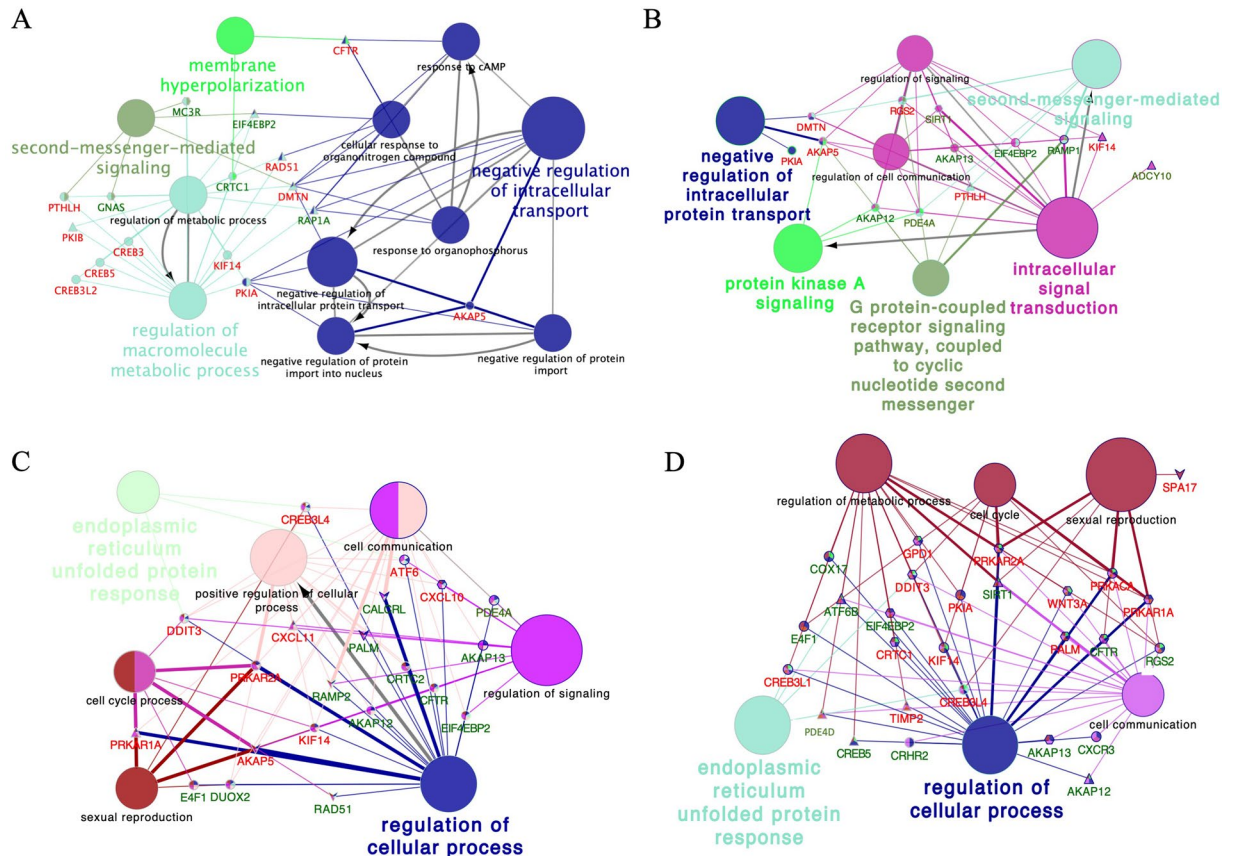 A
CFTR
response to cAMP
membrane
hyperpolarization
MC3R
EIF4EBP2
cellular response to
organonitrogen compound
second-messenger-mediated
signaling
RAD51
negative regulation
of intracellular
transport
CRTC1
DMTN
PTHLH
GNAS
RAP1A
regulation of metabolic process
PKIB
CREB3
response to organophosphorus
CREB5
KIF14
CREB3L2
PKIA
negative regulation of
intracellular protein transport
AKAP5
regulation of
macromolecule
metabolic process
negative regulation of protein
import into nucleus
negative regulation of protein
import
B
regulation of signaling
second-messenger-mediated
signaling
RGS2
SIRT1
DMTN
PKIA
AKAP5
AKAP13
EIF4EBP2
RAMP1
KIF14
negative
regulation of
intracellular
protein transport
regulation of cell communication
ADCY10
PTHLH
AKAP12
PDE4A
protein kinase A
signaling
intracellular
signal
transduction
G protein-coupled
receptor signaling
pathway, coupled
to cyclic
nucleotide second
messenger
C
CREB3L4
cell communication
endoplasmic
reticulum
unfolded protein
response
ATF6
positive regulation of cellular
process
CALCRL
CXCL10
PDE4A
DDIT3
CXCL11
PALM
AKAP13
PRKAR2A
CRTC2
cell cycle process
RAMP2
CFTR
regulation of signaling
AKAP12
EIF4EBP2
KIF14
PRKAR1A
AKAP5
E4F1
DUOX2
RAD51
sexual reproduction
regulation of
cellular process
D
regulation of metabolic process
cell cycle
sexual reproduction
SPA17
GPD1
PRKAR2A
COX17
DDIT3
PRKACA
PKIA
SIRT1
WNT3A
PRKAR1A
ATF6B
EIF4EBP2
E4F1
CRTC1
KIF14
PALM
CFTR
RGS2
CREB3L1
CREB3L4
TIMP2
cell communication
PDE4D
CREB5
CRHR2
AKAP13
CXCR3
AKAP12
endoplasmic
reticulum
unfolded protein
response
regulation of
cellular process